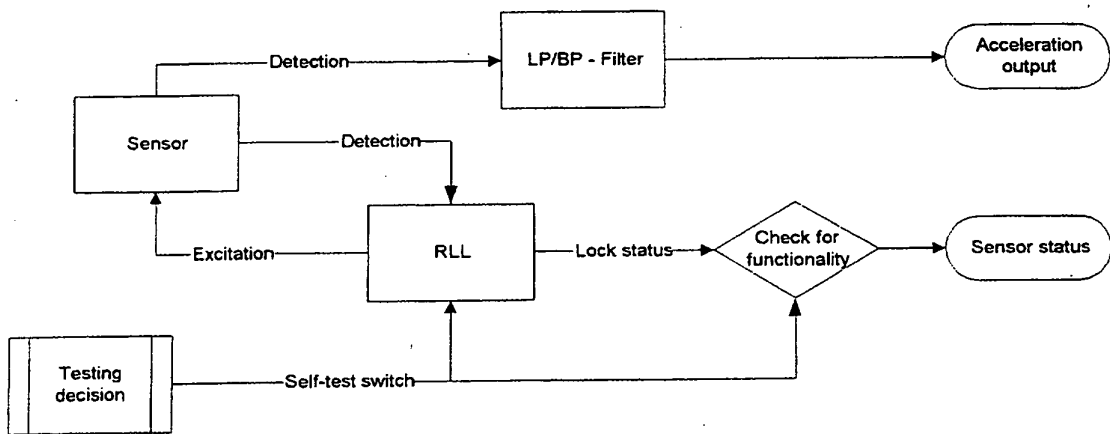 Detection
LP/BP - Filter
Acceleration
output
Sensor
Detection
Excitation
RLL
Lock status
Check for
functionality
Sensor status
Testing
decision
Self-test switch